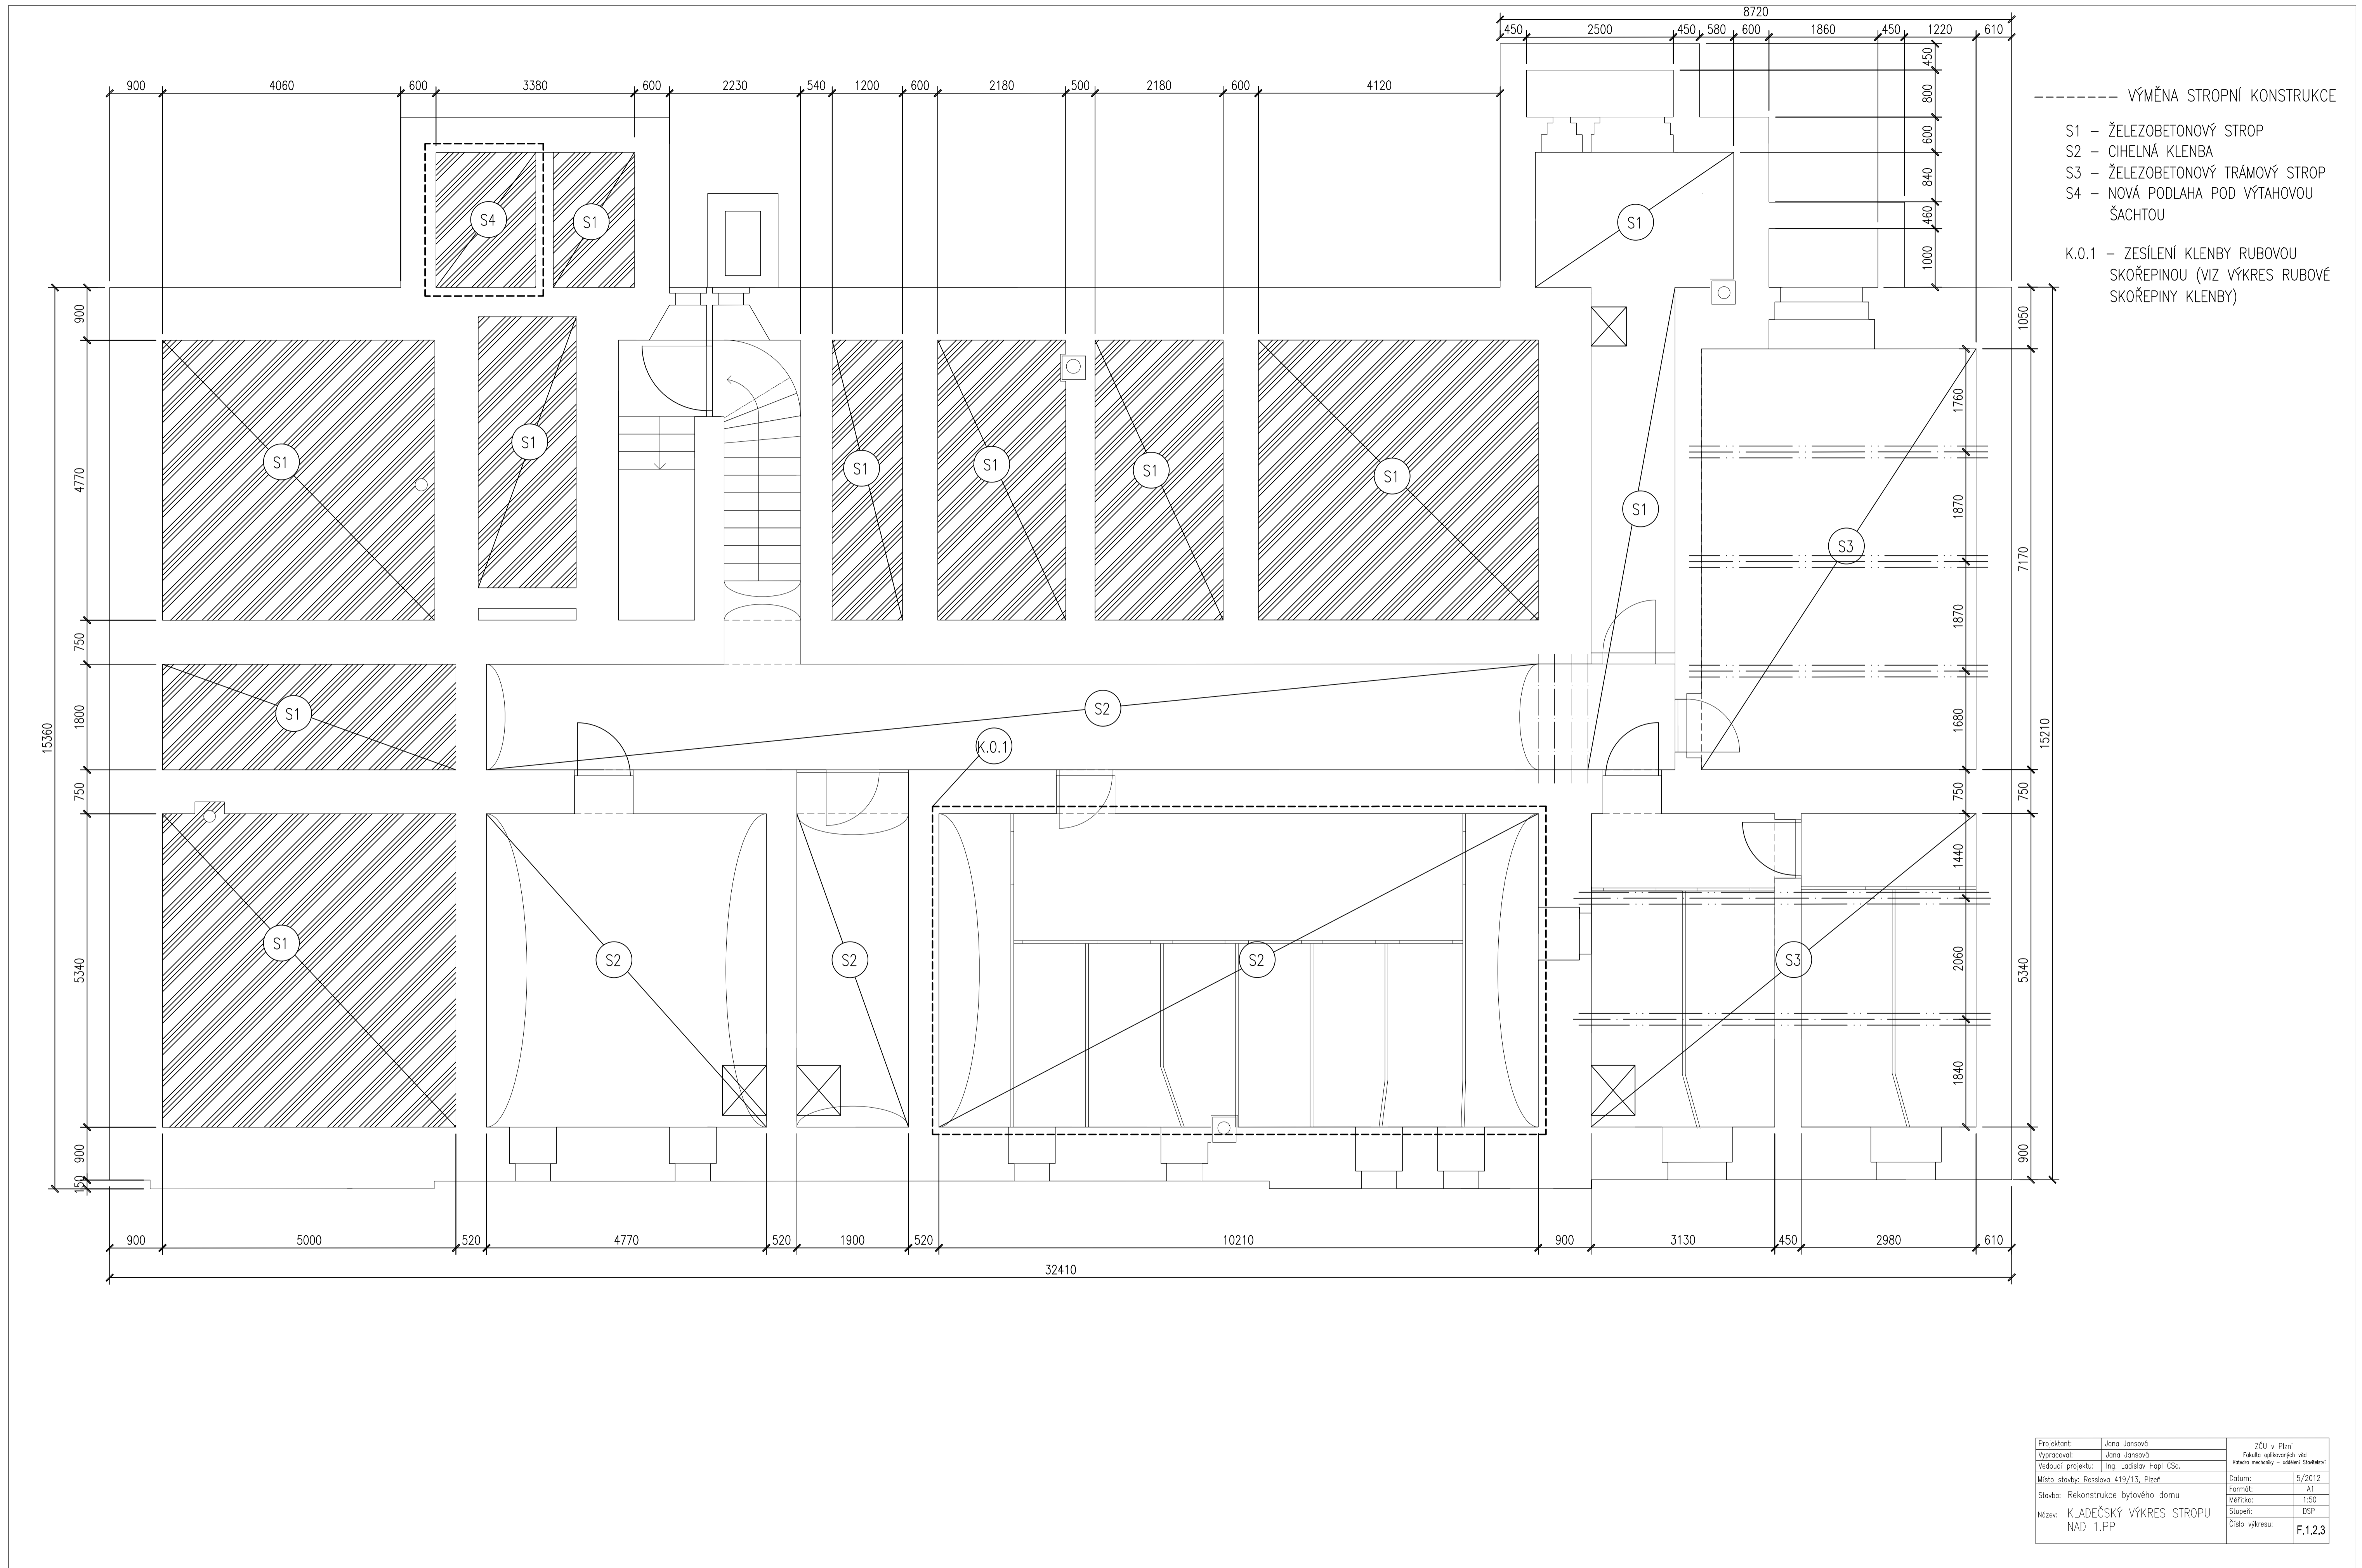 8720
450 2500 450 580 600 1860 450 1220 610
900 4060 600 3380 600 2230 540 1200 600 2180 500 2180 600 4120
450
800
600
840
460
1000
VÝMĚNA STROPNÍ KONSTRUKCE
S1 – ŽELEZOBETONOVÝ STROP
S2 – CIHELNÁ KLENBA
S3 – ŽELEZOBETONOVÝ TRÁMOVÝ STROP
S4 – NOVÁ PODLAHA POD VÝTAHOVOU
ŠACHTOU
K.0.1 – ZESÍLENÍ KLENBY RUBOVOU
SKOŘEPINOU (VIZ VÝKRES RUBOVÉ
SKOŘEPINY KLENBY)
S4 S1 S1
S1 S1 S1 S1 S1 S1 S1 S3
S1 S2
K.0.1
S1 S2 S2 S2 S3
15360
900
4770
750
1800
750
5340
900
150
1760
1870
1870
1680
750
1440
2060
1840
1050
7170
750
5340
900
15210
900 5000 520 4770 520 1900 520 10210 900 3130 450 2980 610
32410
Projektant: Jana Jansová
Vypracoval: Jana Jansová
Vedoucí projektu: Ing. Ladislav Hapl CSc.
ZČU v Plzni
Fakulta aplikovaných věd
Katedra mechaniky – oddělení Stavitelství
Místo stavby: Resslova 419/13, Plzeň
Stavba: Rekonstrukce bytového domu
Název: KLADEČSKÝ VÝKRES STROPU
NAD 1.PP
Datum: 5/2012
Formát: A1
Měřítko: 1:50
Stupeň: DSP
Číslo výkresu: F.1.2.3